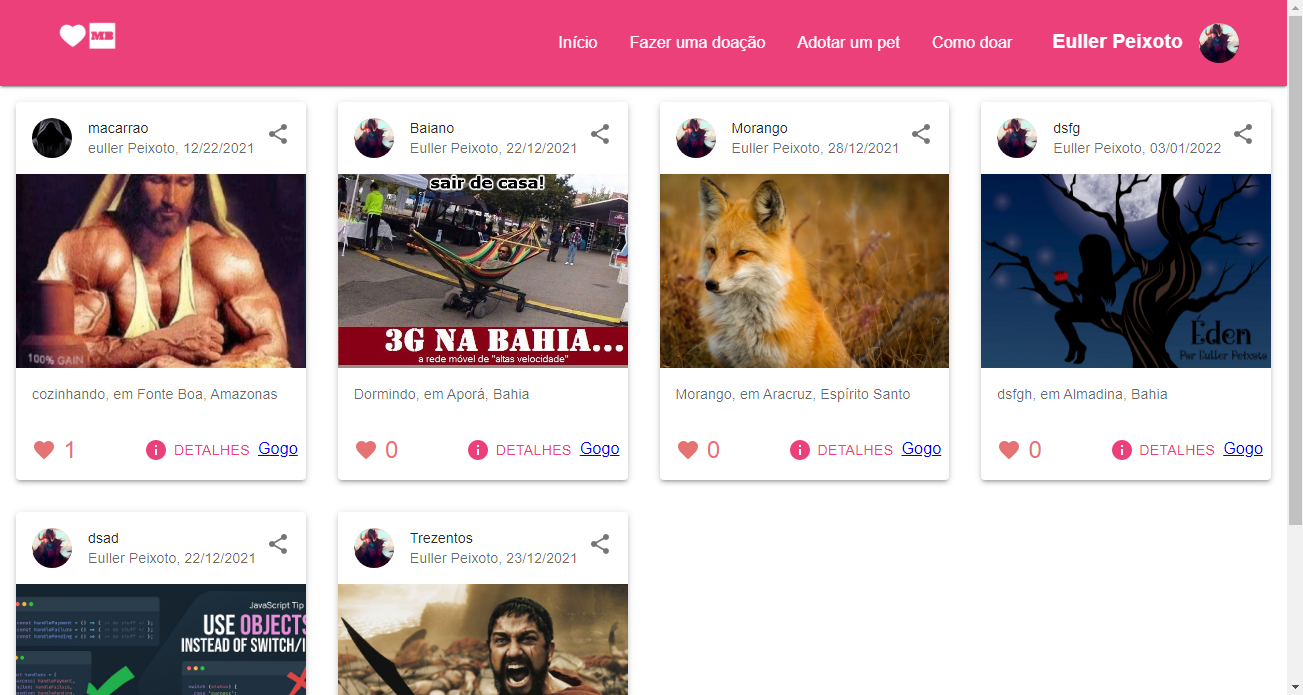 MB
Início
Fazer uma doação
Adotar um pet
Como doar
Euller Peixoto
macarrao
euller Peixoto, 12/22/2021
100% GAIN
cozinhando, em Fonte Boa, Amazonas
1
DETALHES
Gogo
Baiano
Euller Peixoto, 22/12/2021
sair de casa!
3G NA BAHIA...
a rede móvel de "altas velocidade"
Dormindo, em Aporá, Bahia
0
DETALHES
Gogo
Morango
Euller Peixoto, 28/12/2021
Morango, em Aracruz, Espírito Santo
0
DETALHES
Gogo
dsfg
Euller Peixoto, 03/01/2022
Éden
Por Euller Peixoto
dsfgh, em Almadina, Bahia
0
DETALHES
Gogo
dsad
Euller Peixoto, 22/12/2021
JavaScript Tip
USE OBJECTS
INSTEAD OF SWITCH/I
Trezentos
Euller Peixoto, 23/12/2021